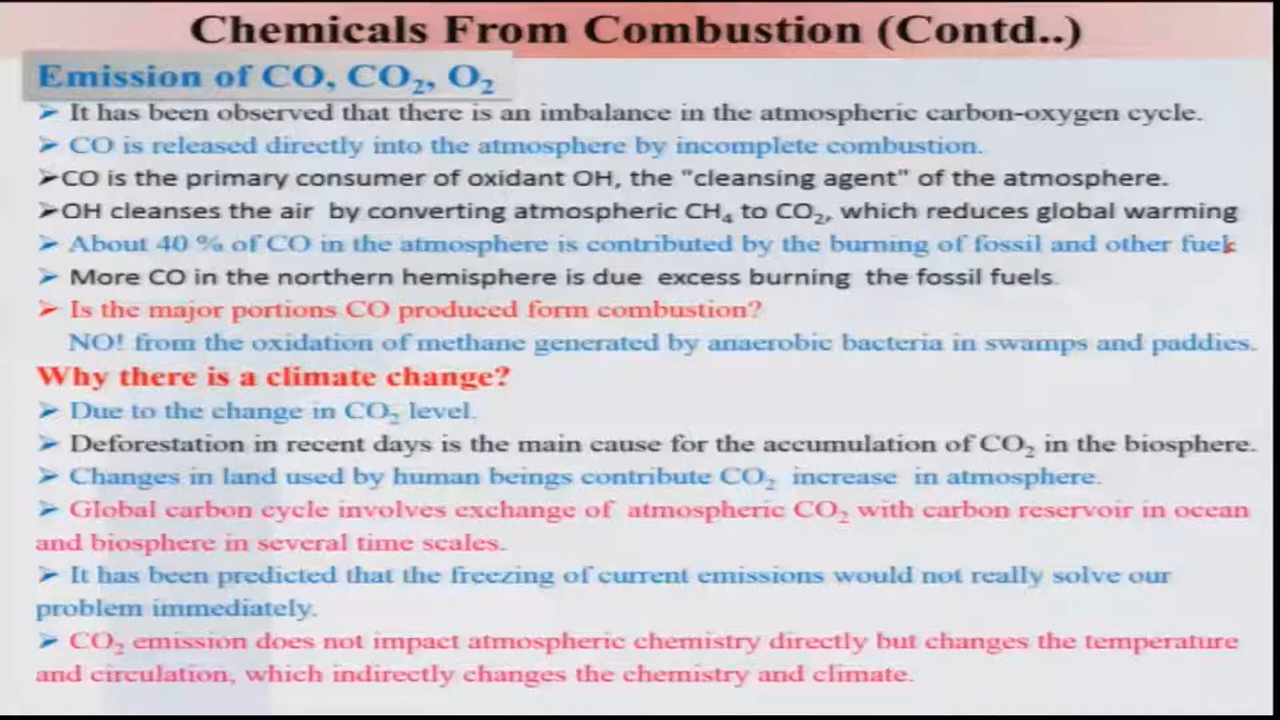 Chemicals From Combustion (Contd..)
Emission of CO, CO₂, O₂
➢ It has been observed that there is an imbalance in the atmospheric carbon-oxygen cycle.
➢ CO is released directly into the atmosphere by incomplete combustion.
➢CO is the primary consumer of oxidant OH, the "cleansing agent" of the atmosphere.
➢OH cleanses the air by converting atmospheric CH₄ to CO₂, which reduces global warming
➢ About 40 % of CO in the atmosphere is contributed by the burning of fossil and other fuels
➢ More CO in the northern hemisphere is due excess burning the fossil fuels.
➢ Is the major portions CO produced form combustion?
NO! from the oxidation of methane generated by anaerobic bacteria in swamps and paddies.
Why there is a climate change?
➢ Due to the change in CO₂ level.
➢ Deforestation in recent days is the main cause for the accumulation of CO₂ in the biosphere.
➢ Changes in land used by human beings contribute CO₂ increase in atmosphere.
➢ Global carbon cycle involves exchange of atmospheric CO₂ with carbon reservoir in ocean
and biosphere in several time scales.
➢ It has been predicted that the freezing of current emissions would not really solve our
problem immediately.
➢ CO₂ emission does not impact atmospheric chemistry directly but changes the temperature
and circulation, which indirectly changes the chemistry and climate.